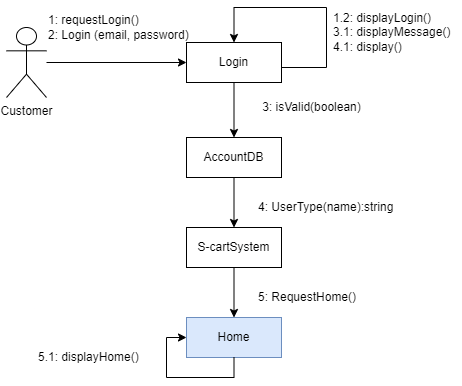 1: requestLogin()
2: Login (email, password)
1.2: displayLogin()
3.1: displayMessage()
4.1: display()
Login
Customer
3: isValid(boolean)
AccountDB
4: UserType(name):string
S-cartSystem
5: RequestHome()
Home
5.1: displayHome()